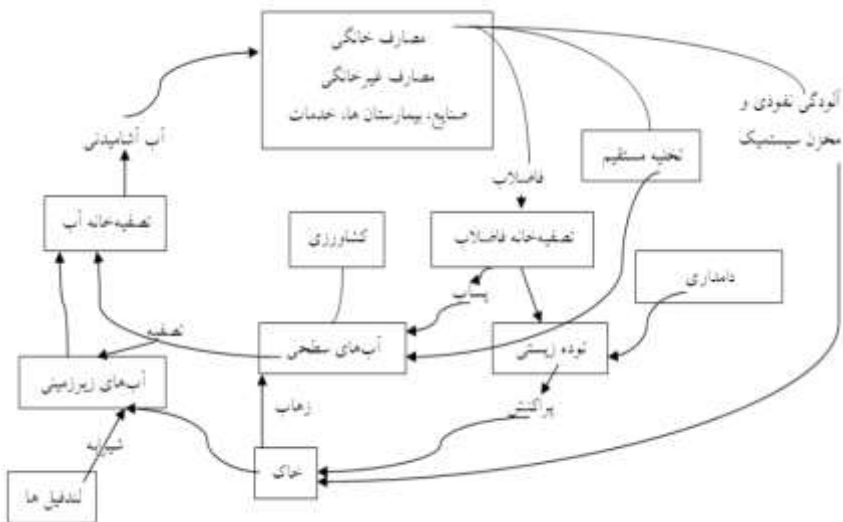 مصارف خانگی
مصارف غیرخانگی
صنایع، بیمارستان ها، خدمات
آلودگی نفوذی و
مخزن سیستمیک
تخلیه مستقیم
آب آشامیدنی
فاضلاب
تصفیه‌خانه آب
کشاورزی
تصفیه‌خانه فاضلاب
دامداری
پساب
تصفیه
آب‌های سطحی
توده زیستی
آب‌های زیرزمینی
زهاب
پراکنش
شیرابه
خاک
لندفیل ها